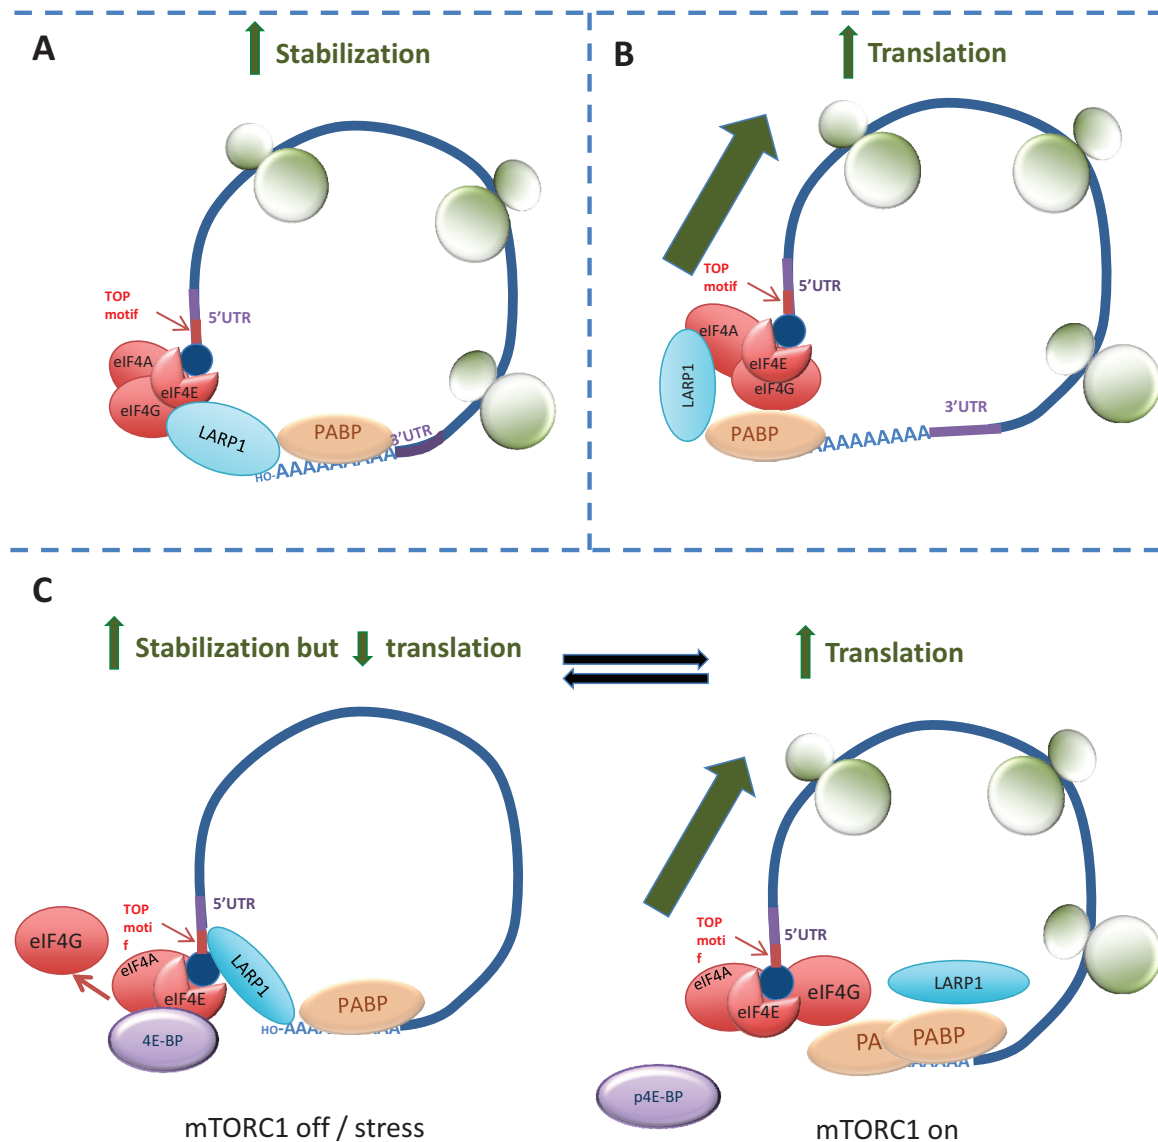 A
Stabilization
TOP
motif
5'UTR
eIF4A
eIF4E
eIF4G
LARP1
PABP
3'UTR
HO-AAAAAAAAA
B
Translation
TOP
motif
5'UTR
eIF4A
eIF4E
eIF4G
LARP1
PABP
AAAAAAAAA
3'UTR
C
Stabilization but translation
Translation
5'UTR
TOP
moti
f
eIF4G
eIF4A
eIF4E
LARP1
4E-BP
PABP
mTORC1 off / stress
TOP
moti
f
5'UTR
eIF4A
eIF4E
eIF4G
LARP1
PA
PABP
p4E-BP
mTORC1 on